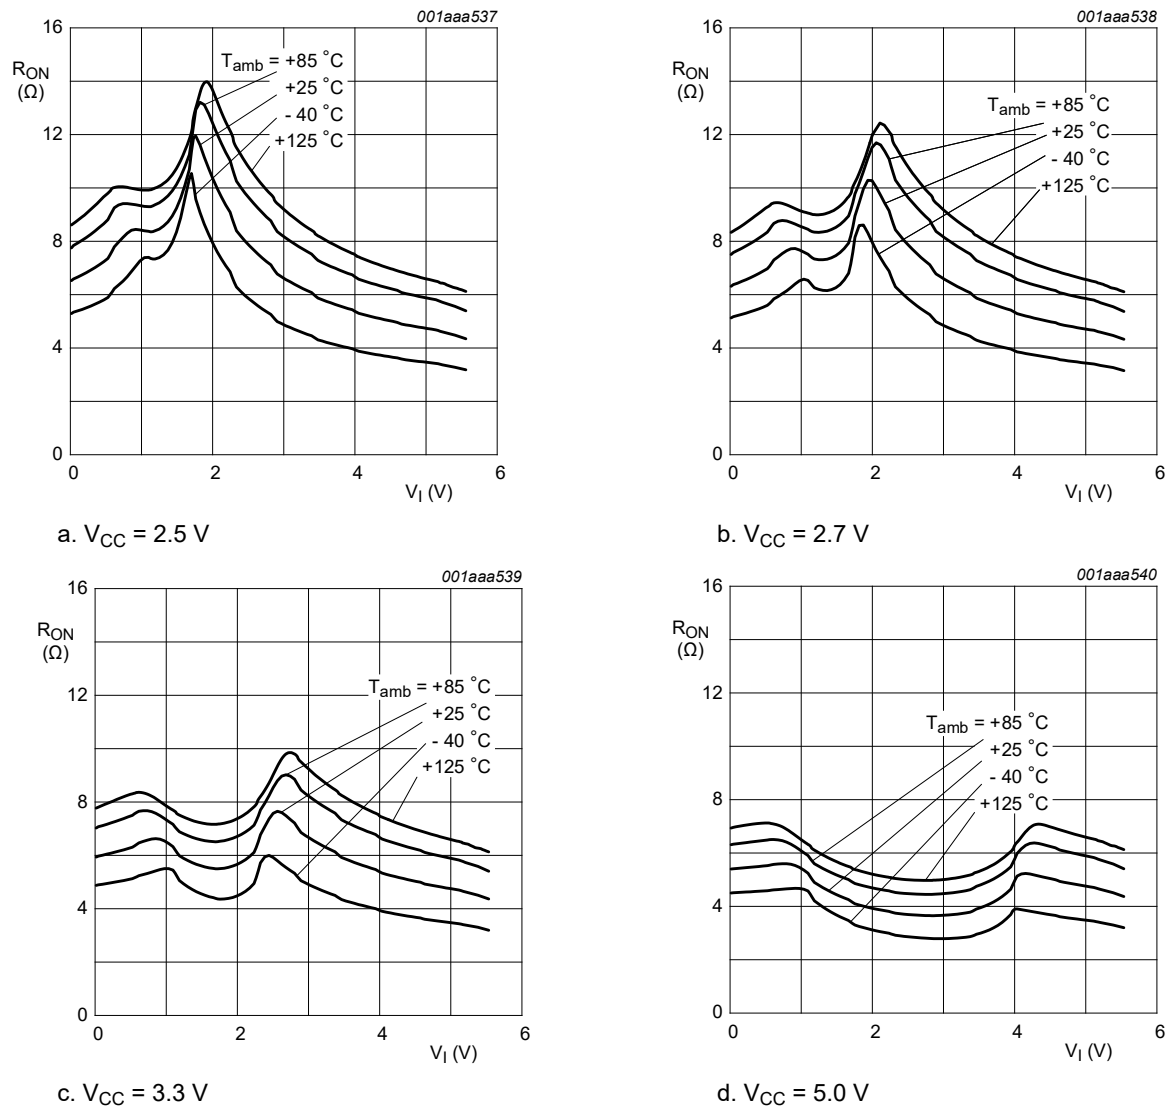 001aaa537
16
RON
(Ω)
12
8
4
0
0 2 4 6
VI (V)
Tamb = +85 °C
+25 °C
- 40 °C
+125 °C
a. VCC = 2.5 V
001aaa538
16
RON
(Ω)
12
8
4
0
0 2 4 6
VI (V)
Tamb = +85 °C
+25 °C
- 40 °C
+125 °C
b. VCC = 2.7 V
001aaa539
16
RON
(Ω)
12
8
4
0
0 2 4 6
VI (V)
Tamb = +85 °C
+25 °C
- 40 °C
+125 °C
c. VCC = 3.3 V
001aaa540
16
RON
(Ω)
12
8
4
0
0 2 4 6
VI (V)
Tamb = +85 °C
+25 °C
- 40 °C
+125 °C
d. VCC = 5.0 V